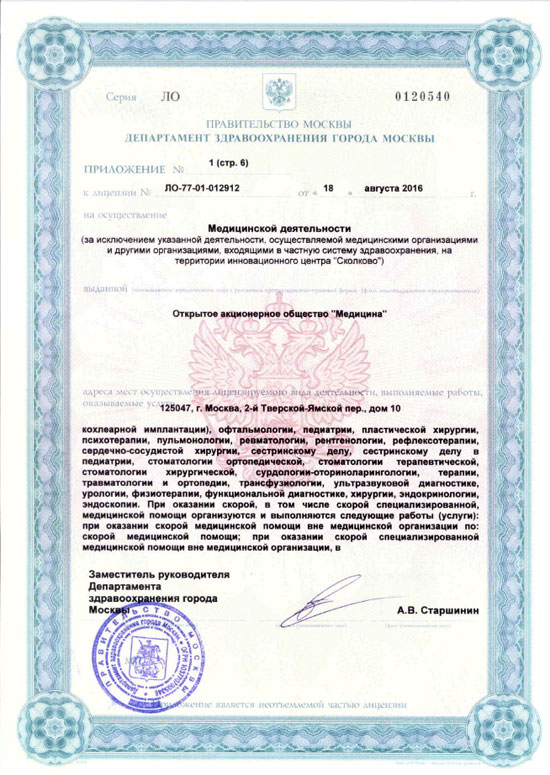 Серия ЛО 0120540
ПРАВИТЕЛЬСТВО МОСКВЫ
ДЕПАРТАМЕНТ ЗДРАВООХРАНЕНИЯ ГОРОДА МОСКВЫ
ПРИЛОЖЕНИЕ № 1 (стр. 6)
к лицензии № ЛО-77-01-012912 от « 18 » августа 2016 г.
на осуществление
Медицинской деятельности
(за исключением указанной деятельности, осуществляемой медицинскими организациями
и другими организациями, входящими в частную систему здравоохранения, на
территории инновационного центра "Сколково")
выданной
Открытое акционерное общество "Медицина"
адреса мест осуществления лицензируемого вида деятельности, выполняемые работы,
оказываемые услуги
125047, г. Москва, 2-й Тверской-Ямской пер., дом 10
кохлеарной имплантации), офтальмологии, педиатрии, пластической хирургии,
психотерапии, пульмонологии, ревматологии, рентгенологии, рефлексотерапии,
сердечно-сосудистой хирургии, сестринскому делу, сестринскому делу в
педиатрии, стоматологии ортопедической, стоматологии терапевтической,
стоматологии хирургической, сурдологии-оториноларингологии, терапии,
травматологии и ортопедии, трансфузиологии, ультразвуковой диагностике,
урологии, физиотерапии, функциональной диагностике, хирургии, эндокринологии,
эндоскопии. При оказании скорой, в том числе скорой специализированной,
медицинской помощи организуются и выполняются следующие работы (услуги):
при оказании скорой медицинской помощи вне медицинской организации по:
скорой медицинской помощи; при оказании скорой специализированной
медицинской помощи вне медицинской организации, в
Заместитель руководителя
Департамента
здравоохранения города
Москвы А.В. Старшинин
ПРАВИТЕЛЬСТВО МОСКВЫ
Департамент здравоохранения города Москвы
М.П.
Приложение является неотъемлемой частью лицензии